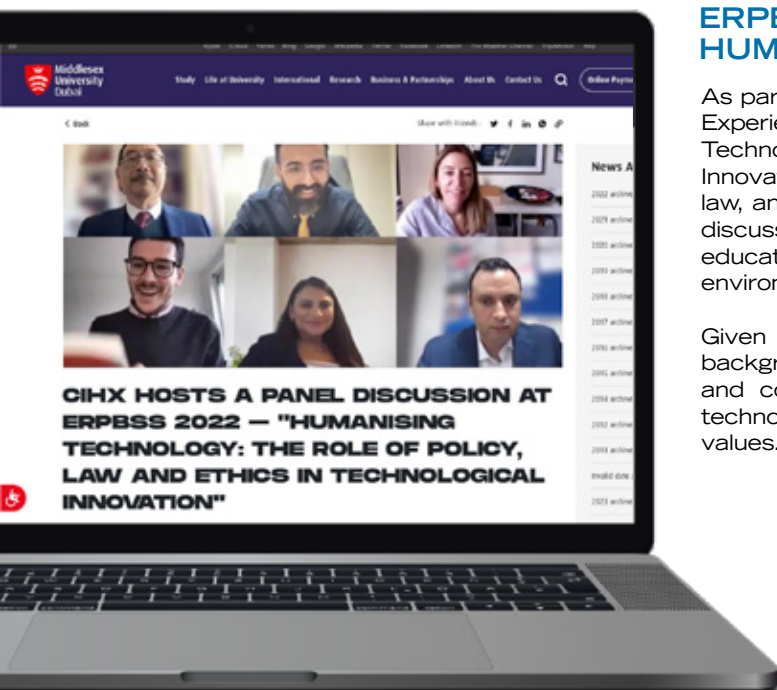 Middlesex
University
Dubai
Study Life at University International Research Business & Partnerships About Us Contact Us Online Payme
< Back
Share with friends:
CIHX HOSTS A PANEL DISCUSSION AT
ERPBSS 2022 — "HUMANISING
TECHNOLOGY: THE ROLE OF POLICY,
LAW AND ETHICS IN TECHNOLOGICAL
INNOVATION"
News A
2022 archive
2021 archive
2020 archive
2019 archive
2018 archive
2017 archive
2016 archive
2015 archive
2014 archive
2012 archive
2013 archive
Invalid date
2023 archive
ERPB
HUM
As par
Experie
Techno
Innovat
law, an
discuss
educat
environ
Given
backgr
and co
techno
values.